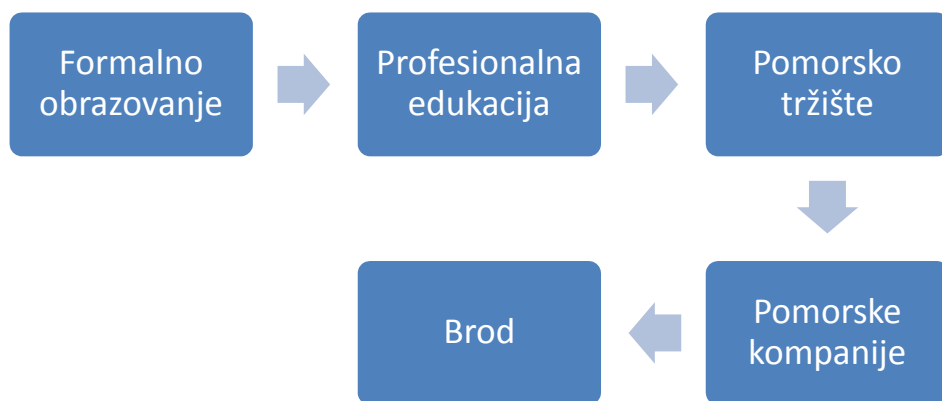 Formalno
obrazovanje
Profesionalna
edukacija
Pomorsko
tržište
Pomorske
kompanije
Brod